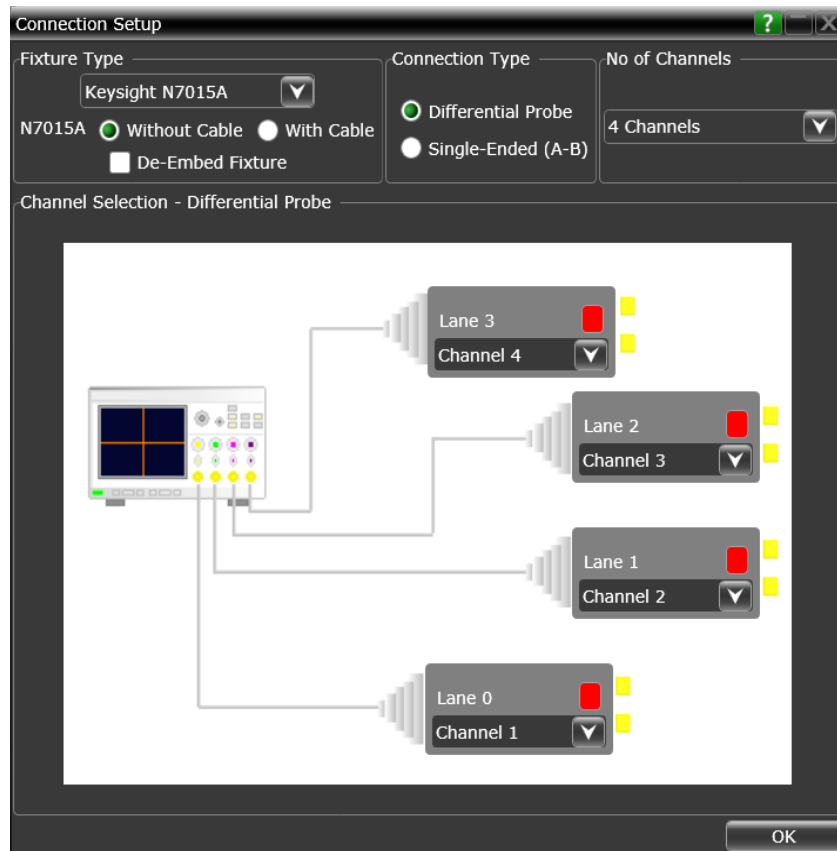 Connection Setup
?
Fixture Type
Keysight N7015A
N7015A Without Cable With Cable
De-Embed Fixture
Connection Type
Differential Probe
Single-Ended (A-B)
No of Channels
4 Channels
Channel Selection - Differential Probe
Lane 3
Channel 4
Lane 2
Channel 3
Lane 1
Channel 2
Lane 0
Channel 1
OK